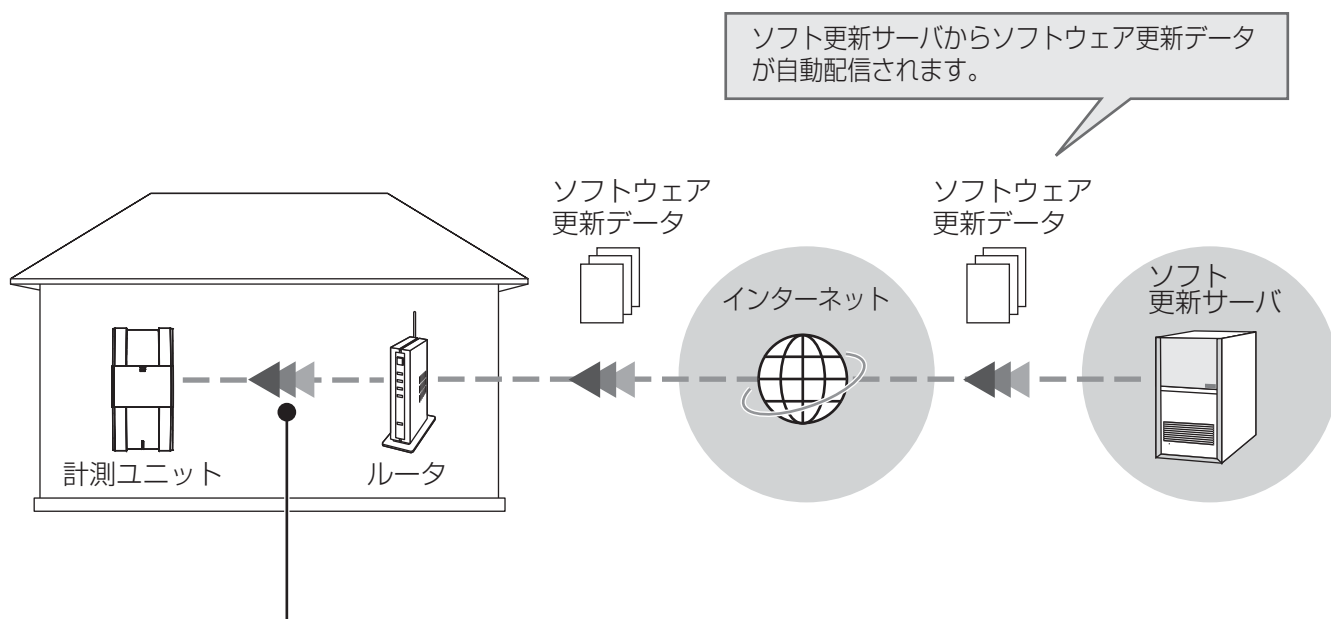 ソフト更新サーバからソフトウェア更新データ
が自動配信されます。
ソフトウェア
更新データ
ソフトウェア
更新データ
インターネット
ソフト
更新サーバ
計測ユニット
ルータ